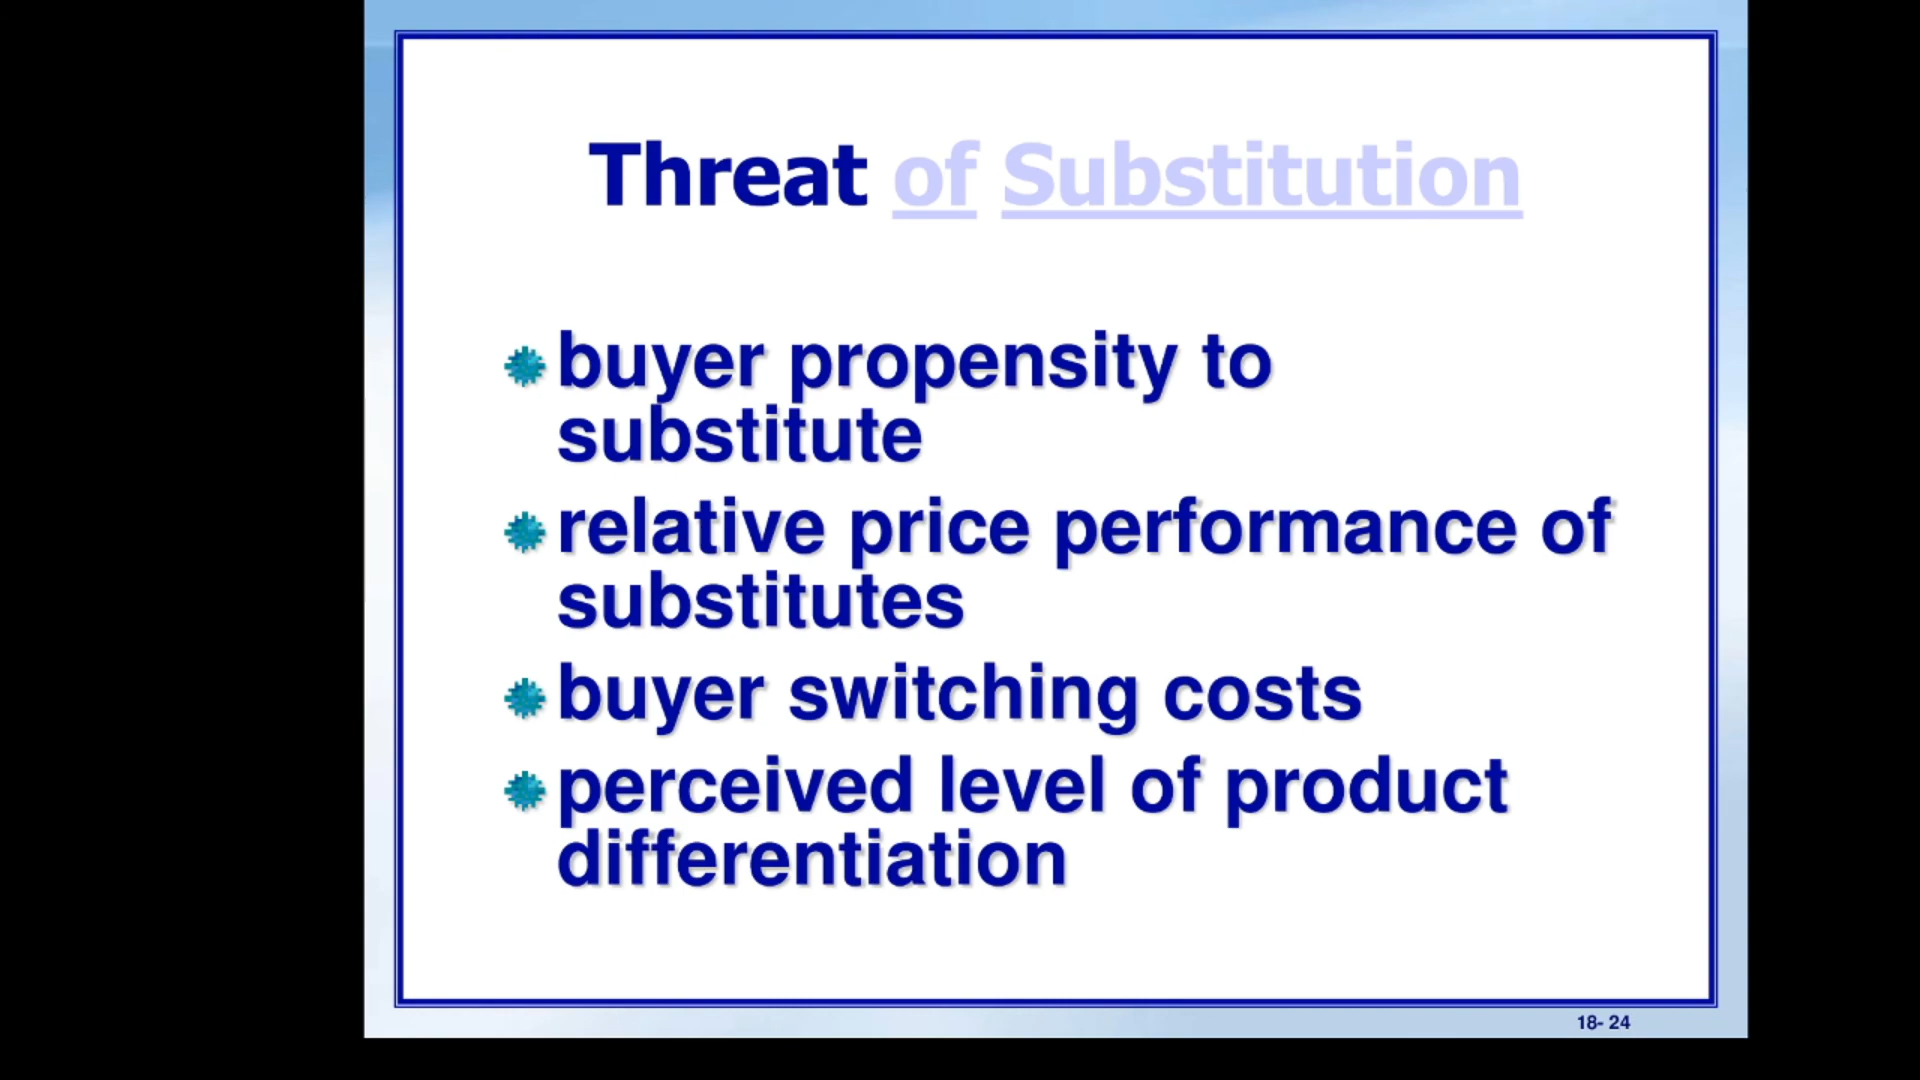 Threat of Substitution
buyer propensity to
substitute
relative price performance of
substitutes
buyer switching costs
perceived level of product
differentiation
18- 24